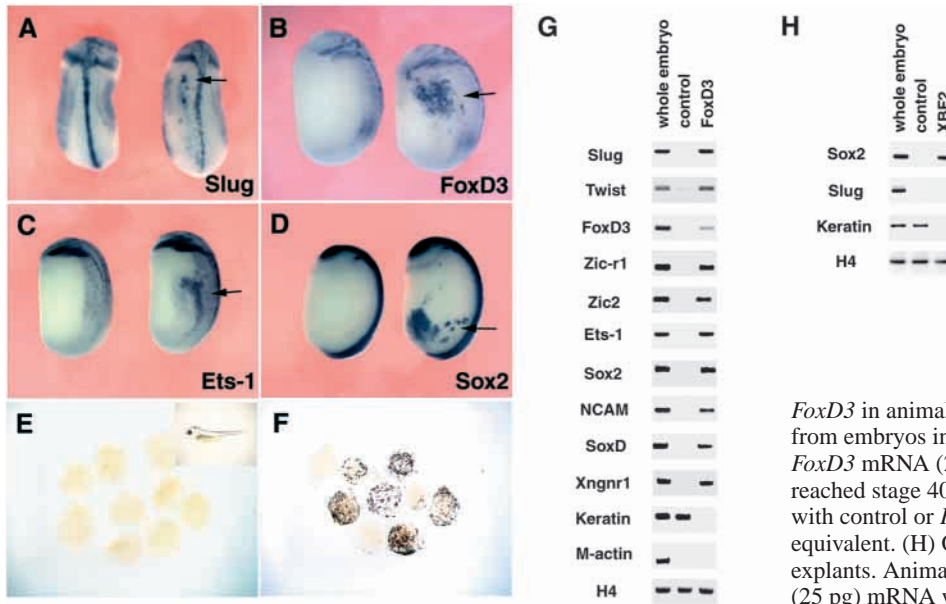 A
B
Slug
FoxD3
C
D
Ets-1
Sox2
E
F
G
whole embryo
control
FoxD3
Slug
Twist
FoxD3
Zic-r1
Zic2
Ets-1
Sox2
NCAM
SoxD
Xngnr1
Keratin
M-actin
H4
H
whole embryo
control
XBF2
Sox2
Slug
Keratin
H4
FoxD3 in animal
from embryos in
FoxD3 mRNA (2
reached stage 40
with control or
equivalent. (H)
explants. Anima
(25 pg) mRNA